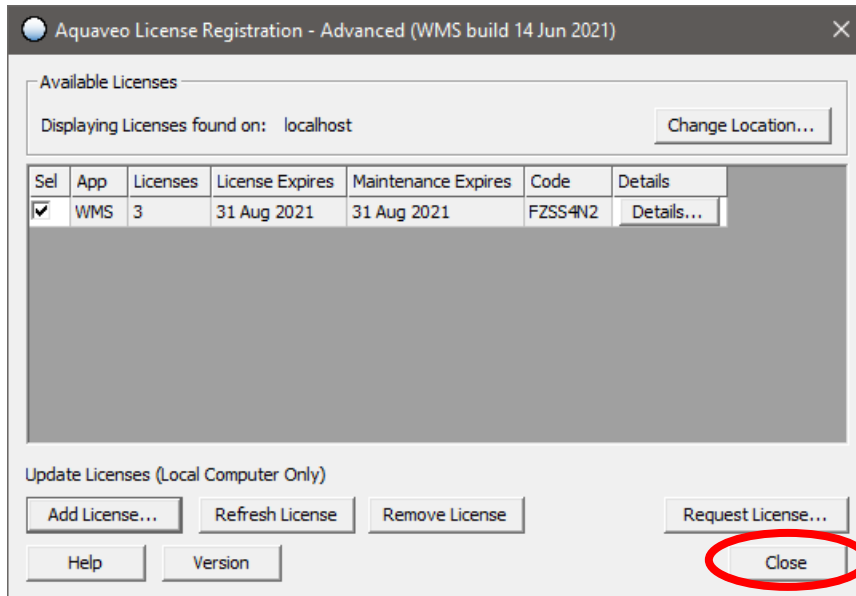 Aquaveo License Registration - Advanced (WMS build 14 Jun 2021)
Available Licenses
Displaying Licenses found on: localhost
Change Location...
Sel App Licenses License Expires Maintenance Expires Code Details
WMS 3 31 Aug 2021 31 Aug 2021 FZSS4N2 Details...
Update Licenses (Local Computer Only)
Add License... Refresh License Remove License Request License...
Help Version Close